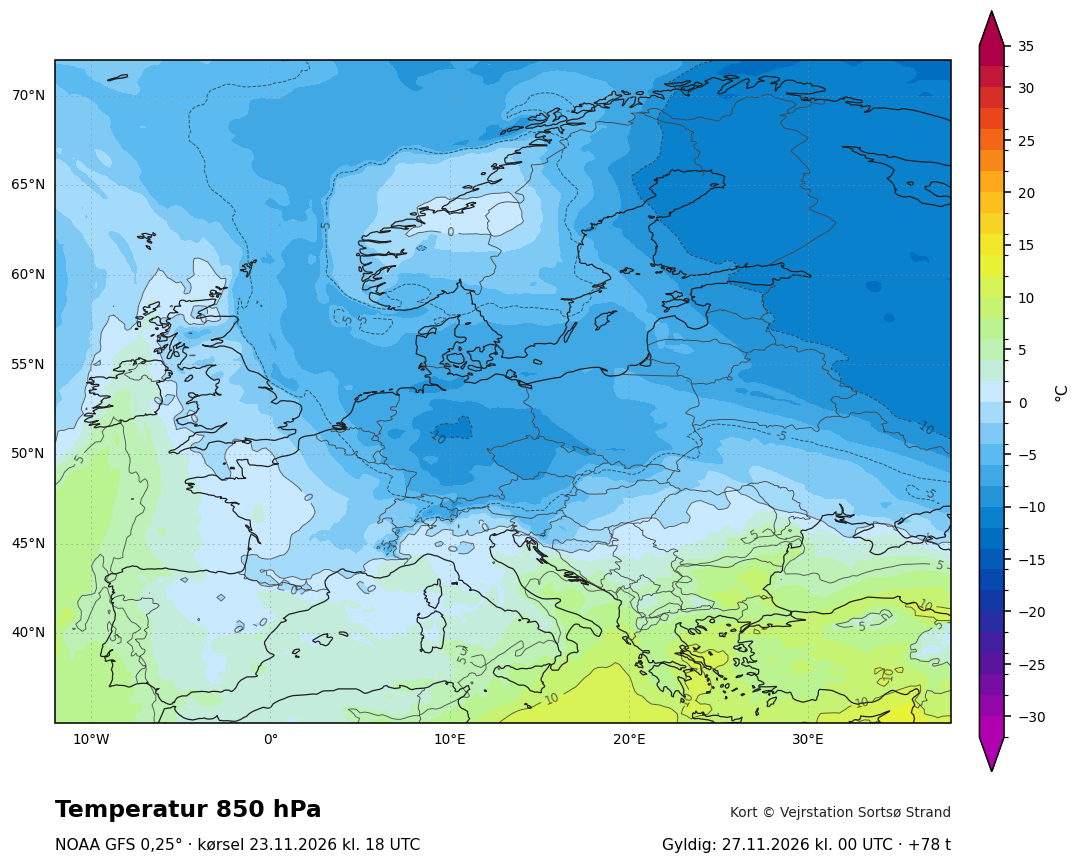 35
30
25
20
15
10
5
0
−5
−10
−15
−20
−25
−30
°C
70°N
65°N
60°N
55°N
50°N
45°N
40°N
10°W
0°
10°E
20°E
30°E
Temperatur 850 hPa
Kort © Vejrstation Sortsø Strand
NOAA GFS 0,25° · kørsel 23.11.2026 kl. 18 UTC
Gyldig: 27.11.2026 kl. 00 UTC · +78 t